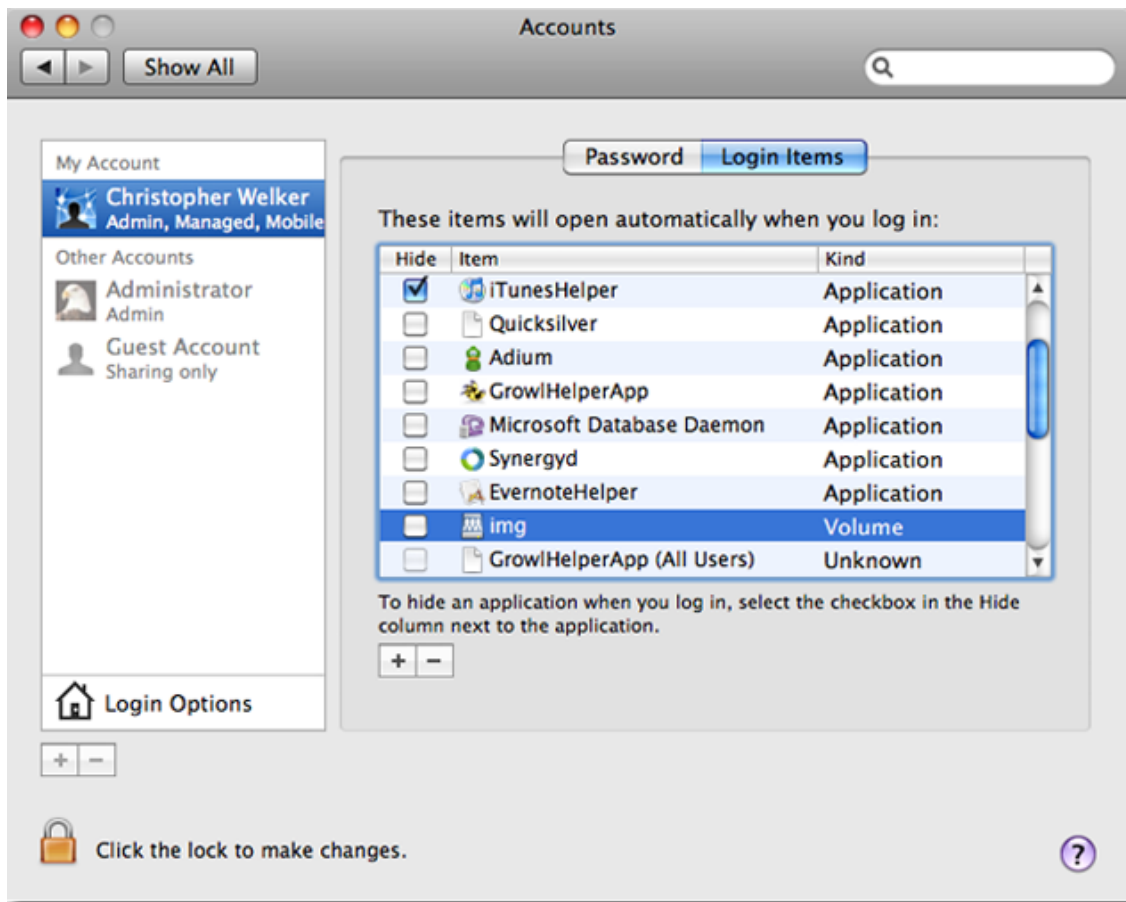 Accounts
Show All
My Account
Christopher Welker
Admin, Managed, Mobile
Other Accounts
Administrator
Admin
Guest Account
Sharing only
Login Options
Password Login Items
These items will open automatically when you log in:
Hide Item Kind
iTunesHelper Application
Quicksilver Application
Adium Application
GrowlHelperApp Application
Microsoft Database Daemon Application
Synergyd Application
EvernoteHelper Application
img Volume
GrowlHelperApp (All Users) Unknown
To hide an application when you log in, select the checkbox in the Hide
column next to the application.
+ −
+ −
Click the lock to make changes.
?